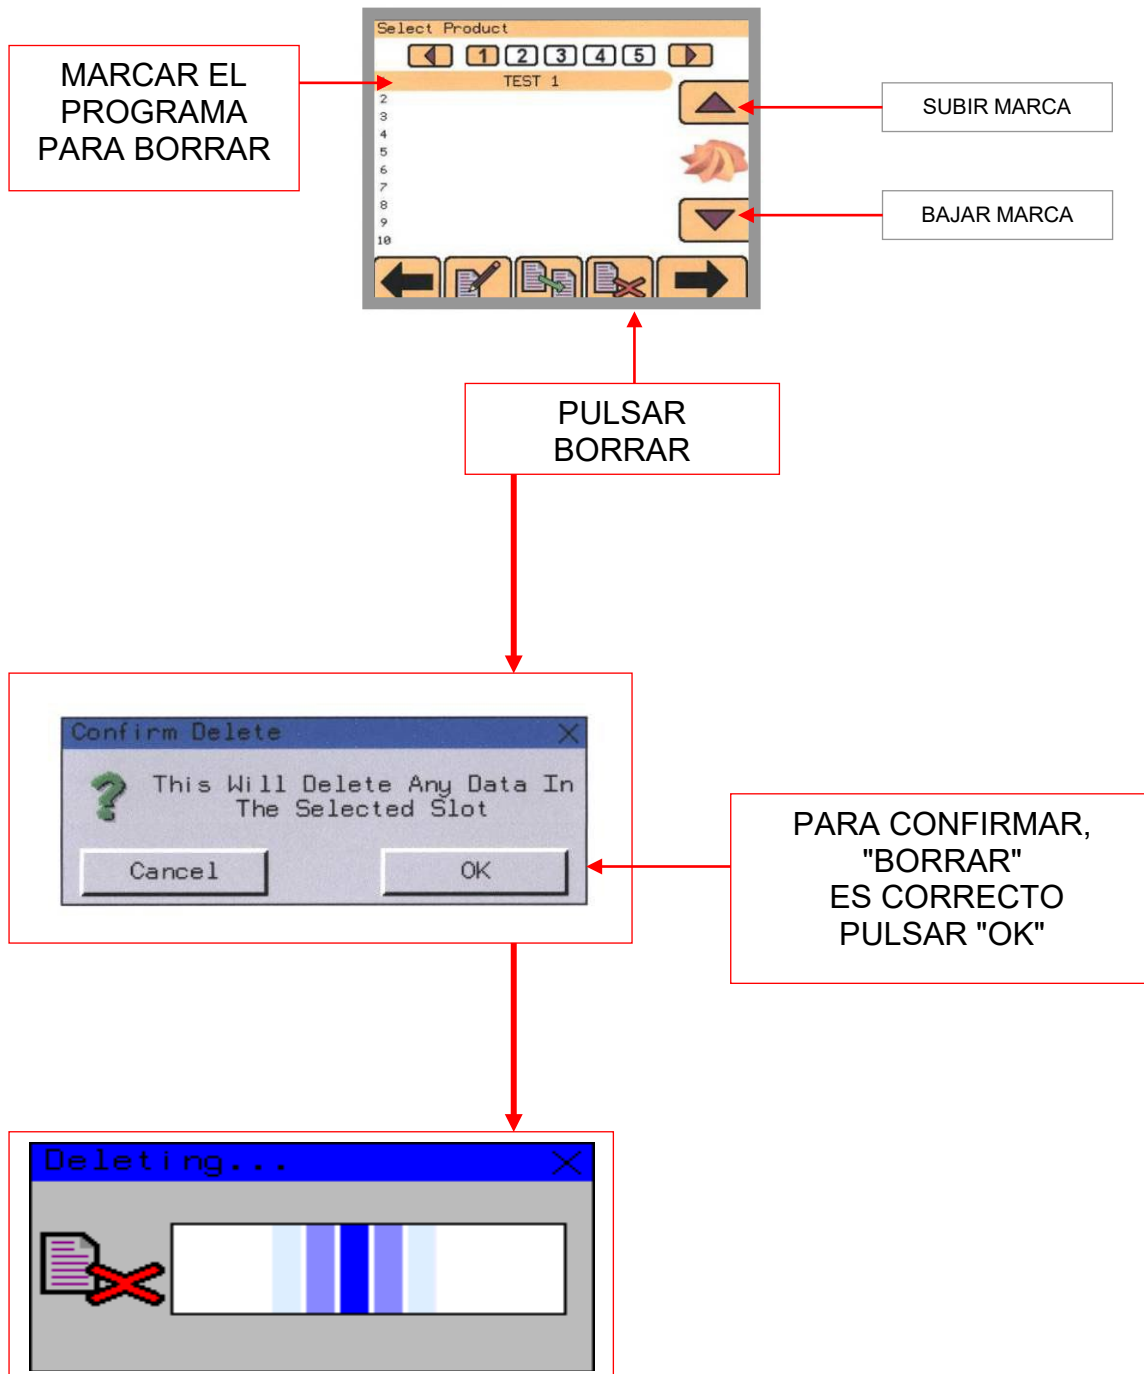 Select Product
1 2 3 4 5
MARCAR EL
PROGRAMA
PARA BORRAR
TEST 1
2
3
4
5
6
7
8
9
10
SUBIR MARCA
BAJAR MARCA
PULSAR
BORRAR
Confirm Delete
This Will Delete Any Data In
The Selected Slot
Cancel
OK
PARA CONFIRMAR,
"BORRAR"
ES CORRECTO
PULSAR "OK"
Deleting...